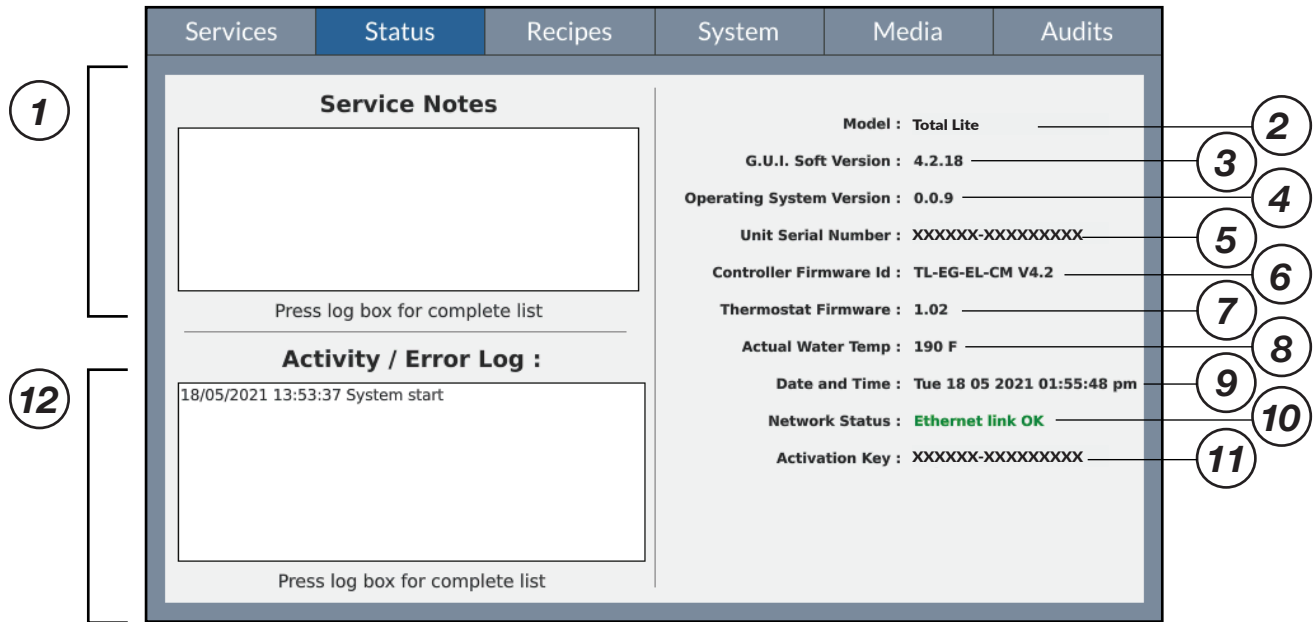 Services Status Recipes System Media Audits
1
Service Notes
Press log box for complete list
12
Activity / Error Log :
18/05/2021 13:53:37 System start
Press log box for complete list
Model : Total Lite 2
G.U.I. Soft Version : 4.2.18 3
Operating System Version : 0.0.9 4
Unit Serial Number : XXXXXX-XXXXXXXXX 5
Controller Firmware Id : TL-EG-EL-CM V4.2 6
Thermostat Firmware : 1.02 7
Actual Water Temp : 190 F 8
Date and Time : Tue 18 05 2021 01:55:48 pm 9
Network Status : Ethernet link OK 10
Activation Key : XXXXXX-XXXXXXXXX 11